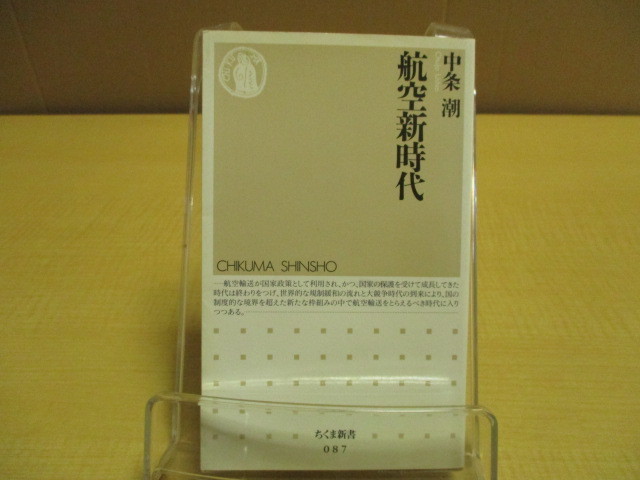 中条 潮
航空新時代
CHIKUMA SHINSHO
―航空輸送が国家政策として利用され、かつ、国家の保護を受けて成長してきた
時代は終わりをつげ、世界的な規制緩和の流れと大競争時代の到来により、国の
制度的な境界を超えた新たな枠組みの中で航空輸送をとらえるべき時代に入り
つつある。―
ちくま新書
087